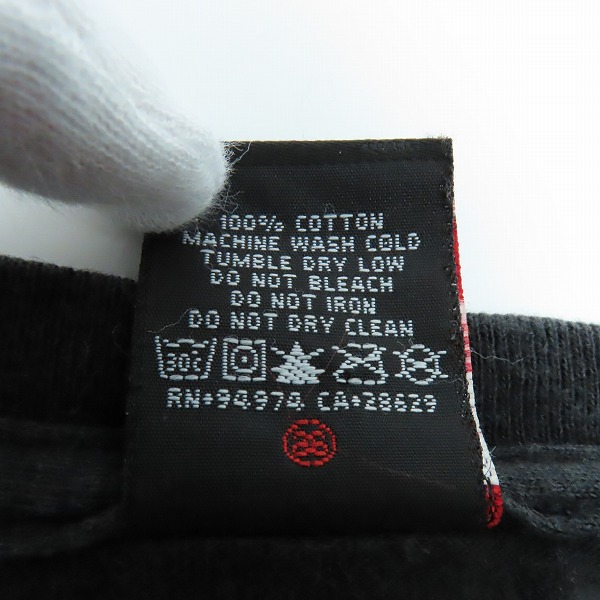 100% COTTON
MACHINE WASH COLD
TUMBLE DRY LOW
DO NOT BLEACH
DO NOT IRON
DO NOT DRY CLEAN
30C
RN#94974 CA#28629